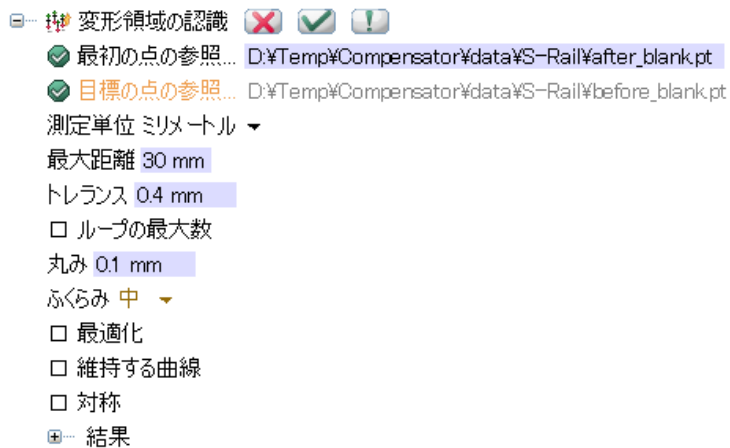 変形領域の認識
最初の点の参照... D:¥Temp¥Compensator¥data¥S-Rail¥after_blank.pt
目標の点の参照... D:¥Temp¥Compensator¥data¥S-Rail¥before_blank.pt
測定単位 ミリメートル
最大距離 30 mm
トレランス 0.4 mm
ループの最大数
丸み 0.1 mm
ふくらみ 中
最適化
維持する曲線
対称
結果